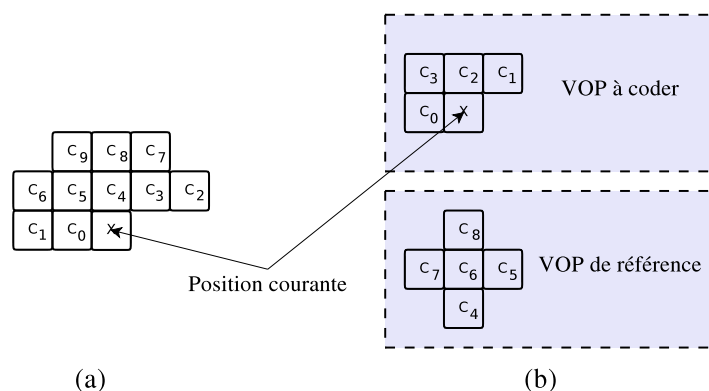 C3 C2 C1
C0 X
VOP à coder
C9 C8 C7
C6 C5 C4 C3 C2
C1 C0 X
C8
C7 C6 C5
C4
VOP de référence
Position courante
(a)
(b)